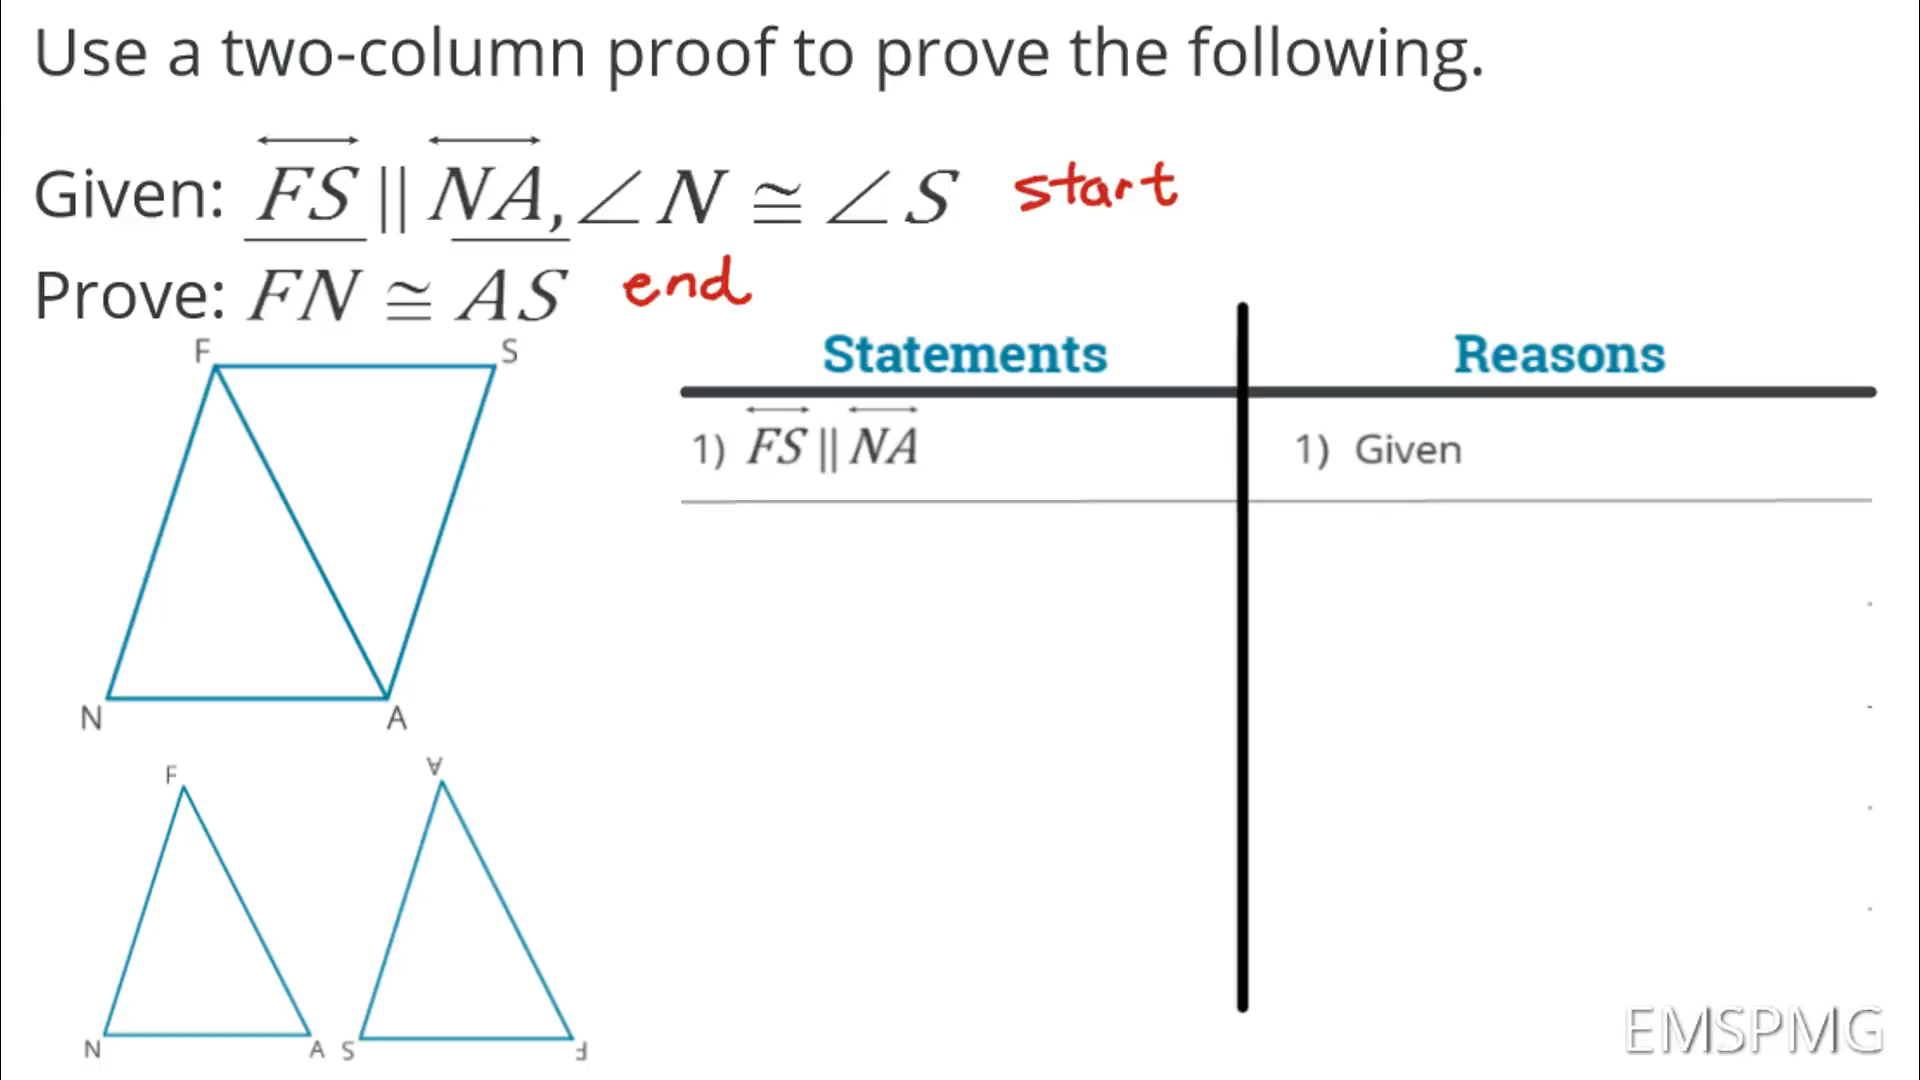 Use a two-column proof to prove the following.
Given: FS || NA, ∠N ≅ ∠S start
Prove: FN ≅ AS end
F S
Statements Reasons
1) FS || NA 1) Given
N A
F A
N A S F
EMSPMG